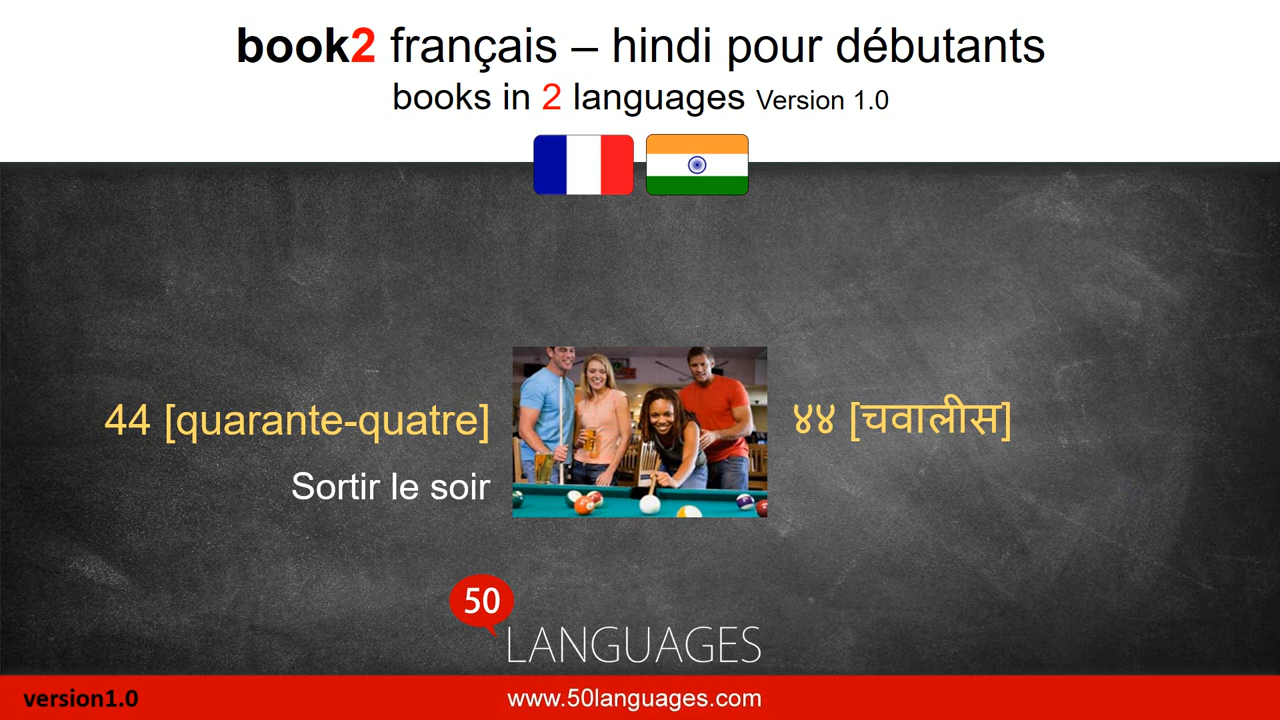 book2 français – hindi pour débutants
books in 2 languages Version 1.0
44 [quarante-quatre]
Sortir le soir
४४ [चवालीस]
50
LANGUAGES
version1.0
www.50languages.com